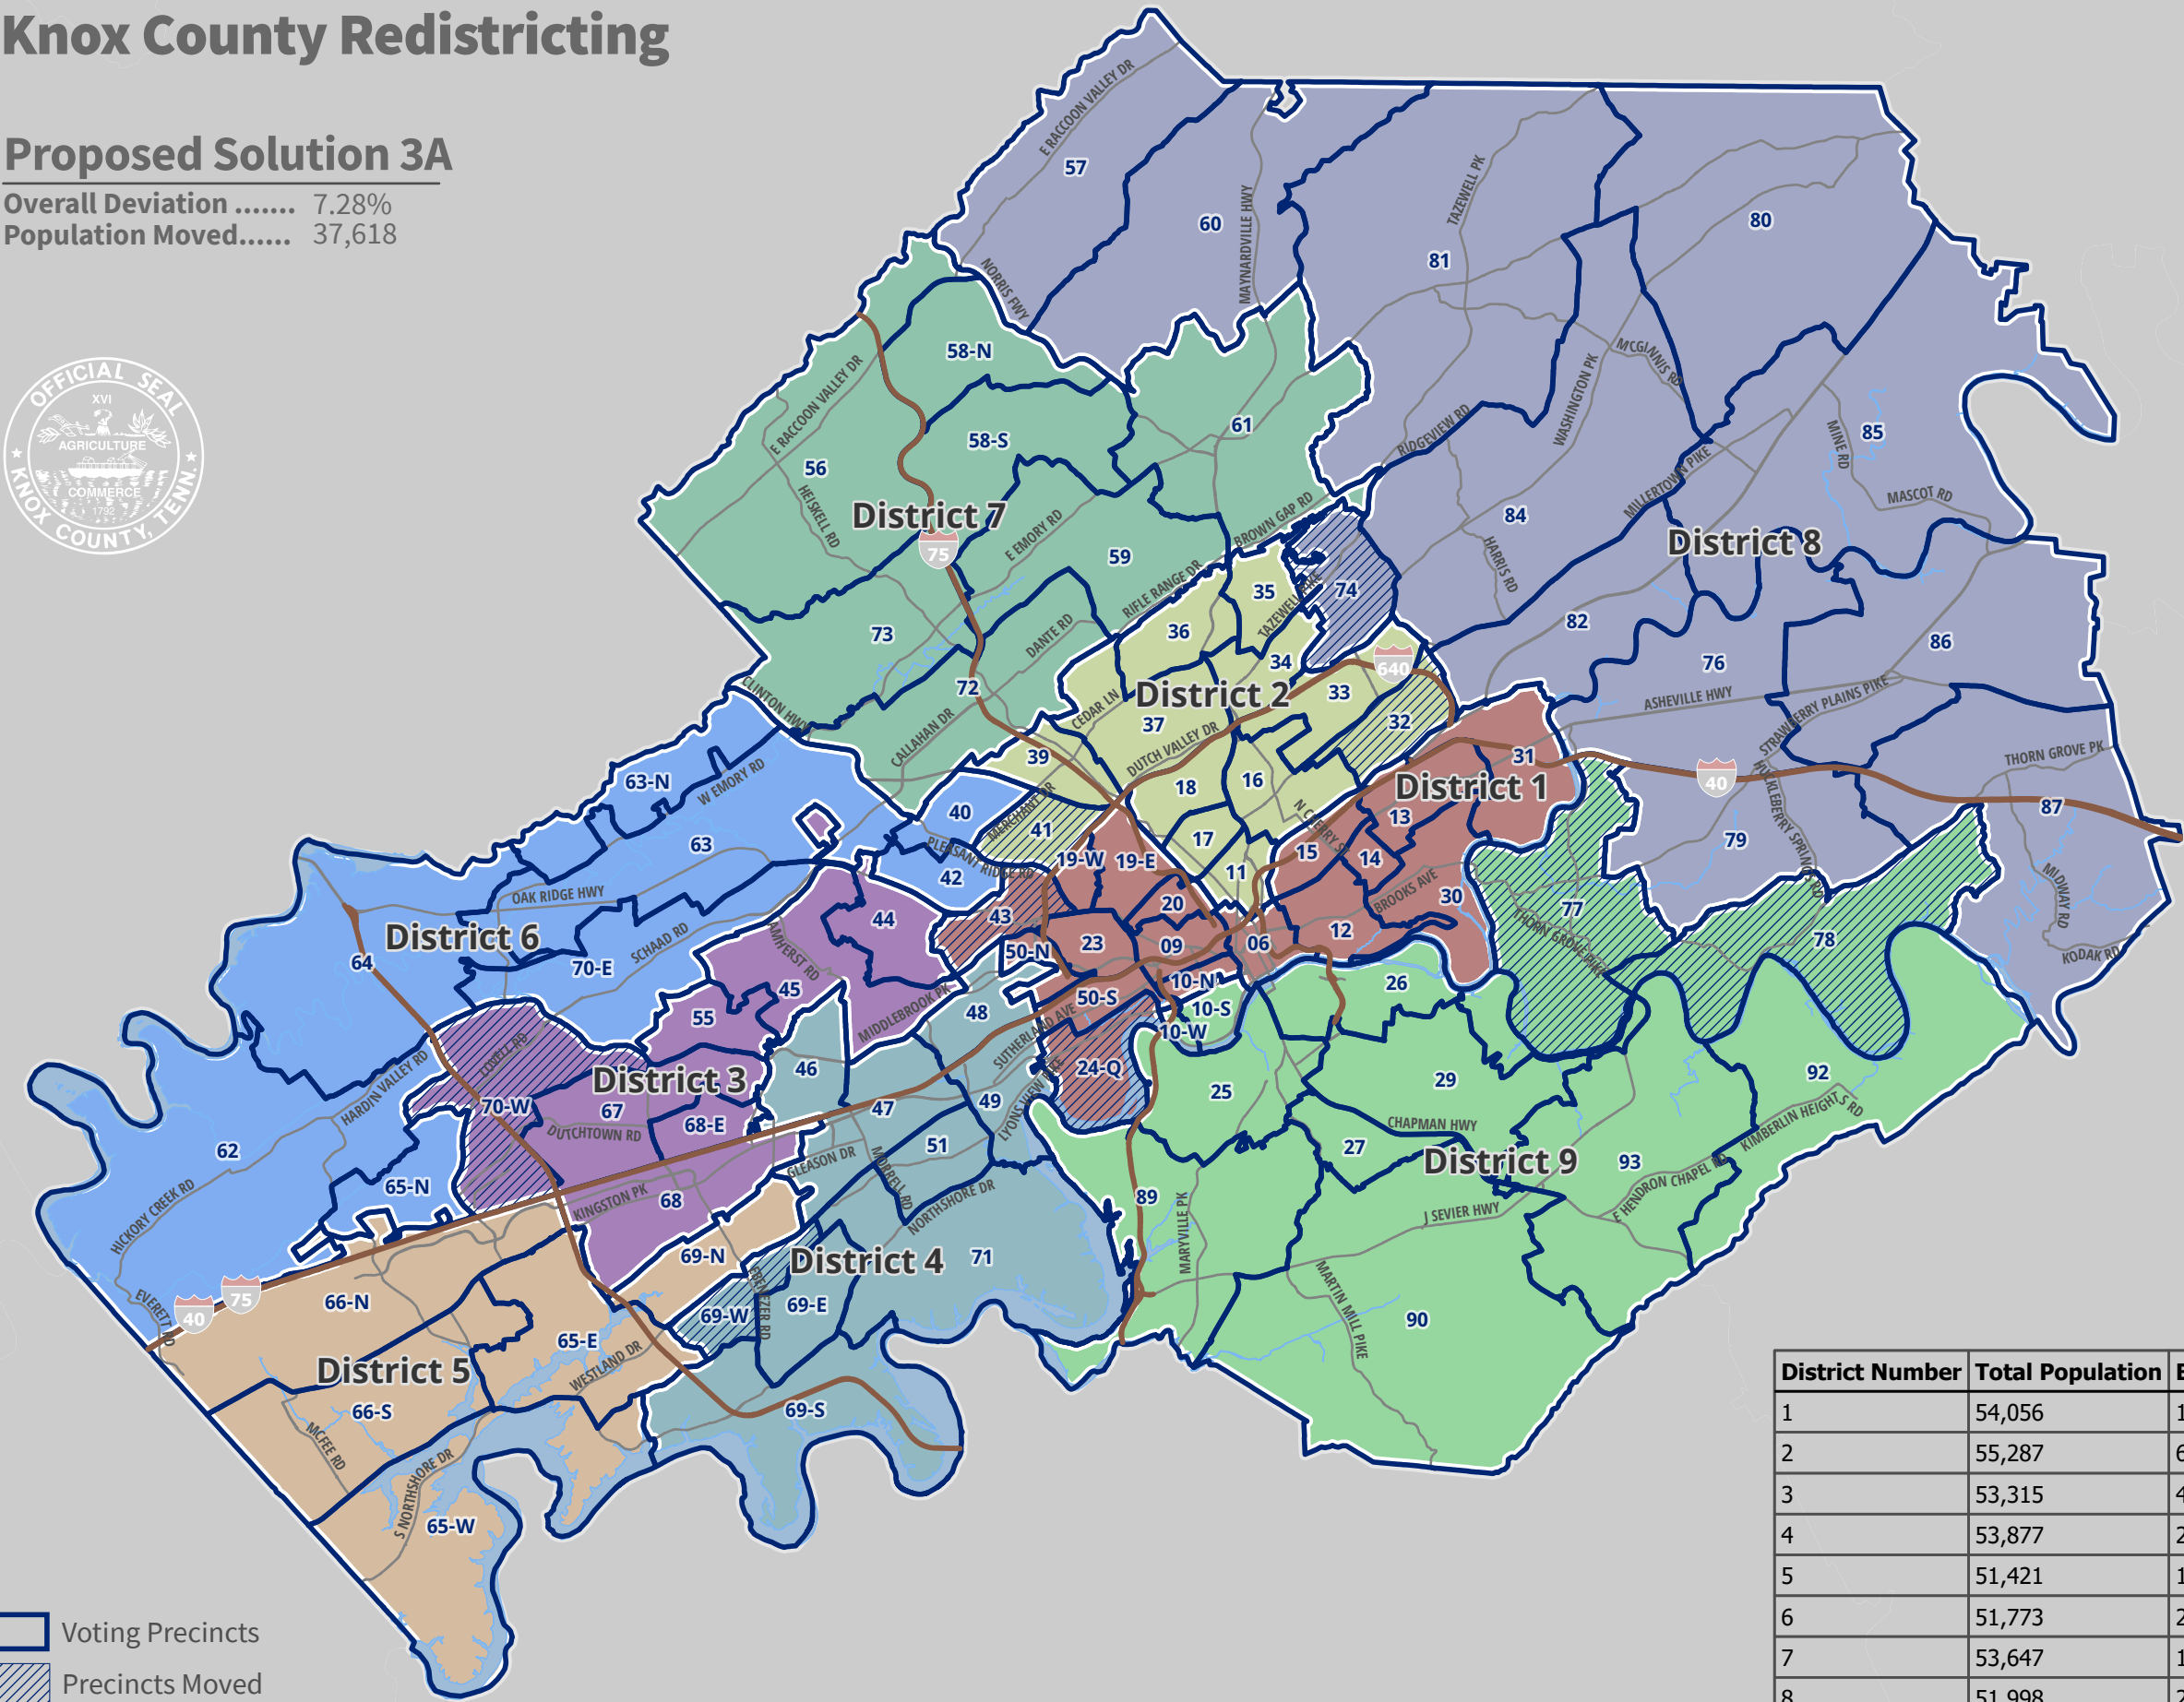 Knox County Redistricting
Proposed Solution 3A
Overall Deviation ....... 7.28%
Population Moved...... 37,618
OFFICIAL SEAL
XVI
AGRICULTURE
COMMERCE
1792
KNOX COUNTY, TENN.
E RACCOON VALLEY DR
57
60
MAYNARDVILLE HWY
NORRIS FWY
TAZEWELL PK
81
80
58-N
E RACCOON VALLEY DR
58-S
56
HEISKELL RD
61
MCGINNIS RD
WASHINGTON PK
RIDGEVIEW RD
MILLERTOWN PIKE
85
MINE RD
MASCOT RD
District 7
75
E EMORY RD
59
BROWN GAP RD
84
HARRIS RD
District 8
RIFLE RANGE DR
35
74
TAZEWELL PIKE
73
DANTE RD
36
82
86
34
640
33
76
ASHEVILLE HWY
STRAWBERRY PLAINS PIKE
CLINTON HWY
72
CALLAHAN DR
CEDAR LN
District 2
37
32
39
DUTCH VALLEY DR
31
THORN GROVE PK
63-N
W EMORY RD
18
16
District 1
40
HUCKLEBERRY SPRINGS RD
87
40
MERCHANT DR
41
N CHERRY ST
13
63
PLEASANT RIDGE RD
42
19-W
19-E
17
15
14
79
11
OAK RIDGE HWY
44
43
20
BROOKS AVE
30
77
MIDWAY RD
District 6
SCHAAD RD
AMHERST RD
50-N
23
09
06
12
THORN GROVE PIKE
78
KODAK RD
64
70-E
45
MIDDLEBROOK PK
48
50-S
10-N
10-S
10-W
26
55
SUTHERLAND AVE
LOVELL RD
HARDIN VALLEY RD
District 3
46
24-Q
29
92
KIMBERLIN HEIGHTS RD
70-W
67
47
49
LYONS VIEW PIKE
25
DUTCHTOWN RD
68-E
51
CHAPMAN HWY
27
62
GLEASON DR
MORRELL RD
District 9
93
E HENDRON CHAPEL RD
65-N
KINGSTON PK
68
NORTHSHORE DR
89
MARYVILLE PK
J SEVIER HWY
HICKORY CREEK RD
69-N
District 4
71
EBENEZER RD
MARTIN MILL PIKE
EVERETT RD
40
75
66-N
69-W
69-E
90
65-E
WESTLAND DR
District 5
66-S
69-S
MCFEE RD
S NORTHSHORE DR
65-W
Voting Precincts
Precincts Moved
District Number Total Population
1 54,056
2 55,287
3 53,315
4 53,877
5 51,421
6 51,773
7 53,647
8 51,998